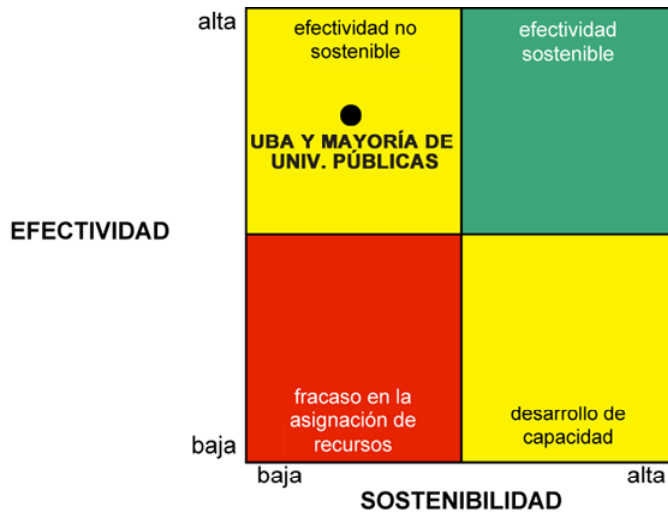 alta
efectividad no
sostenible
efectividad
sostenible
UBA Y MAYORÍA DE
UNIV. PÚBLICAS
EFECTIVIDAD
fracaso en la
asignación de
recursos
desarrollo de
capacidad
baja
baja
alta
SOSTENIBILIDAD